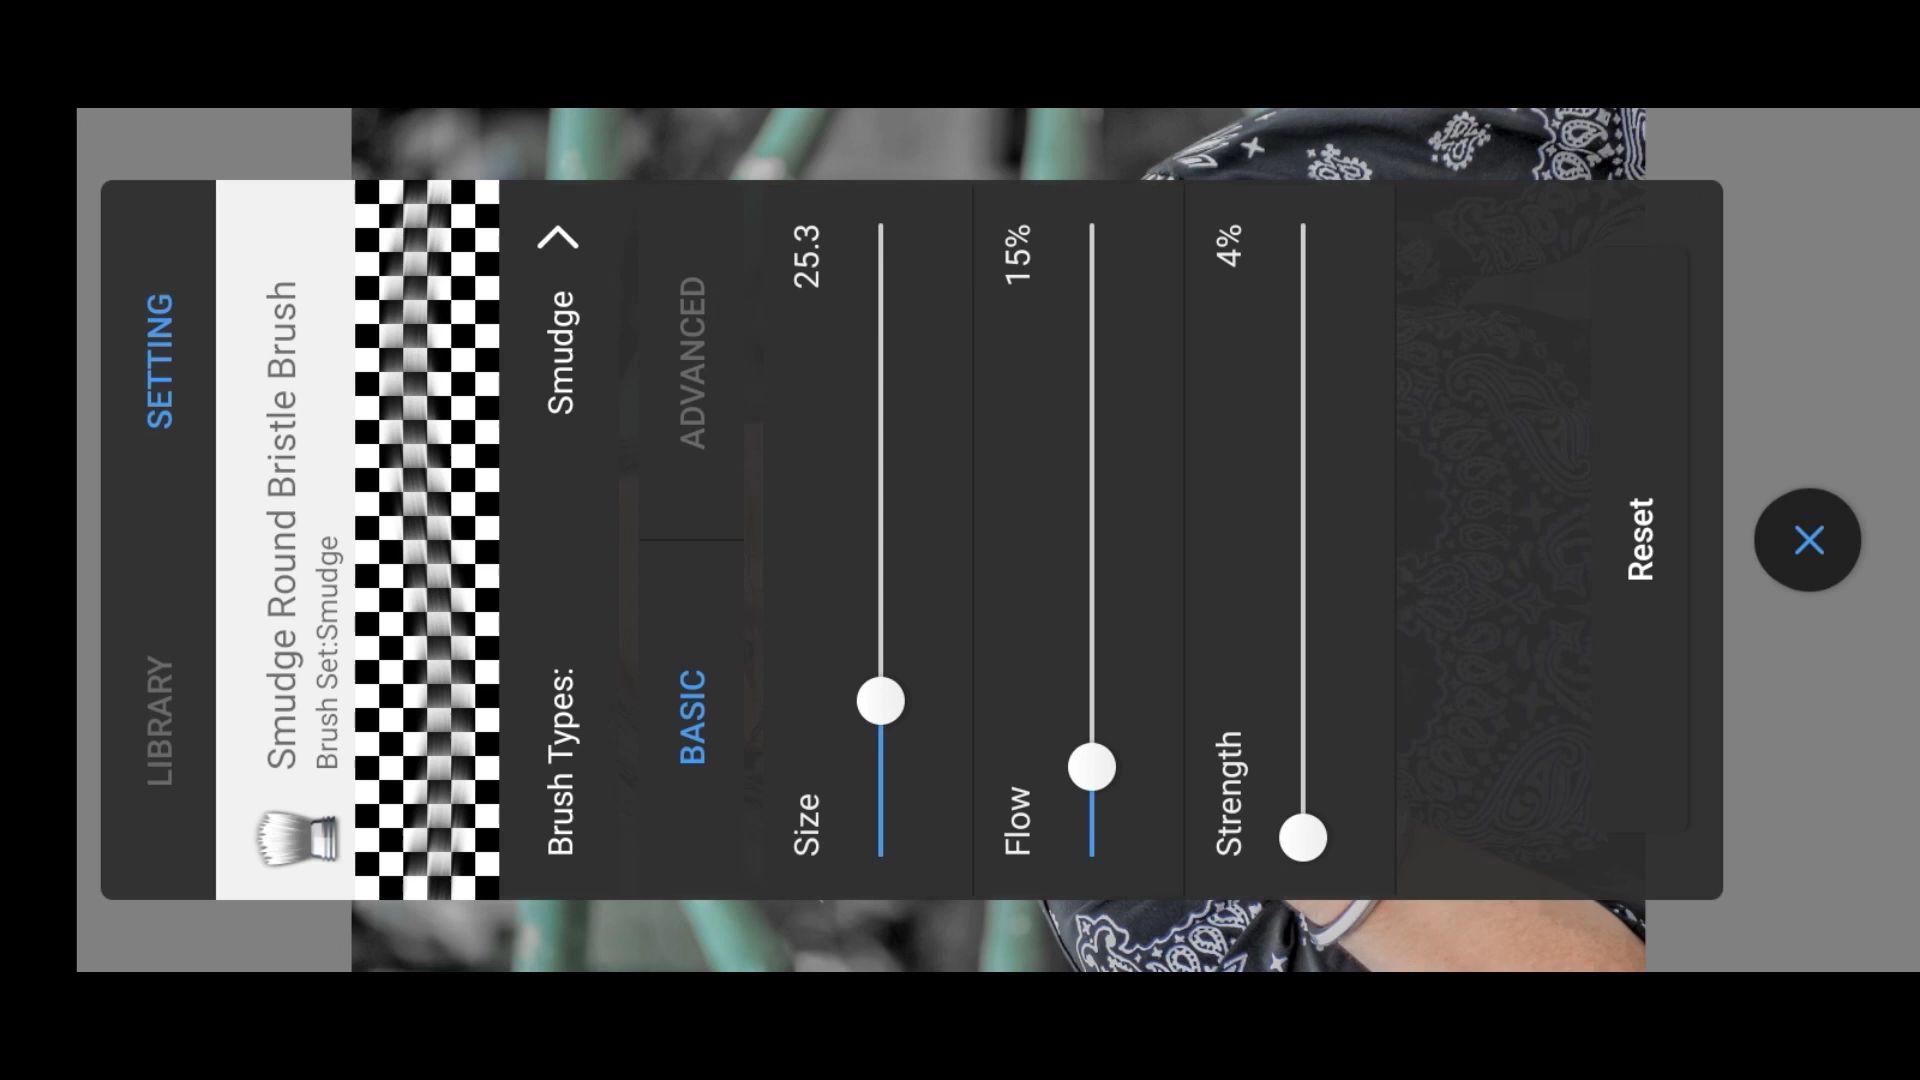 LIBRARY SETTING
Smudge Round Bristle Brush
Brush Set:Smudge
Brush Types: Smudge
BASIC ADVANCED
Size 25.3
Flow 15%
Strength 4%
Reset